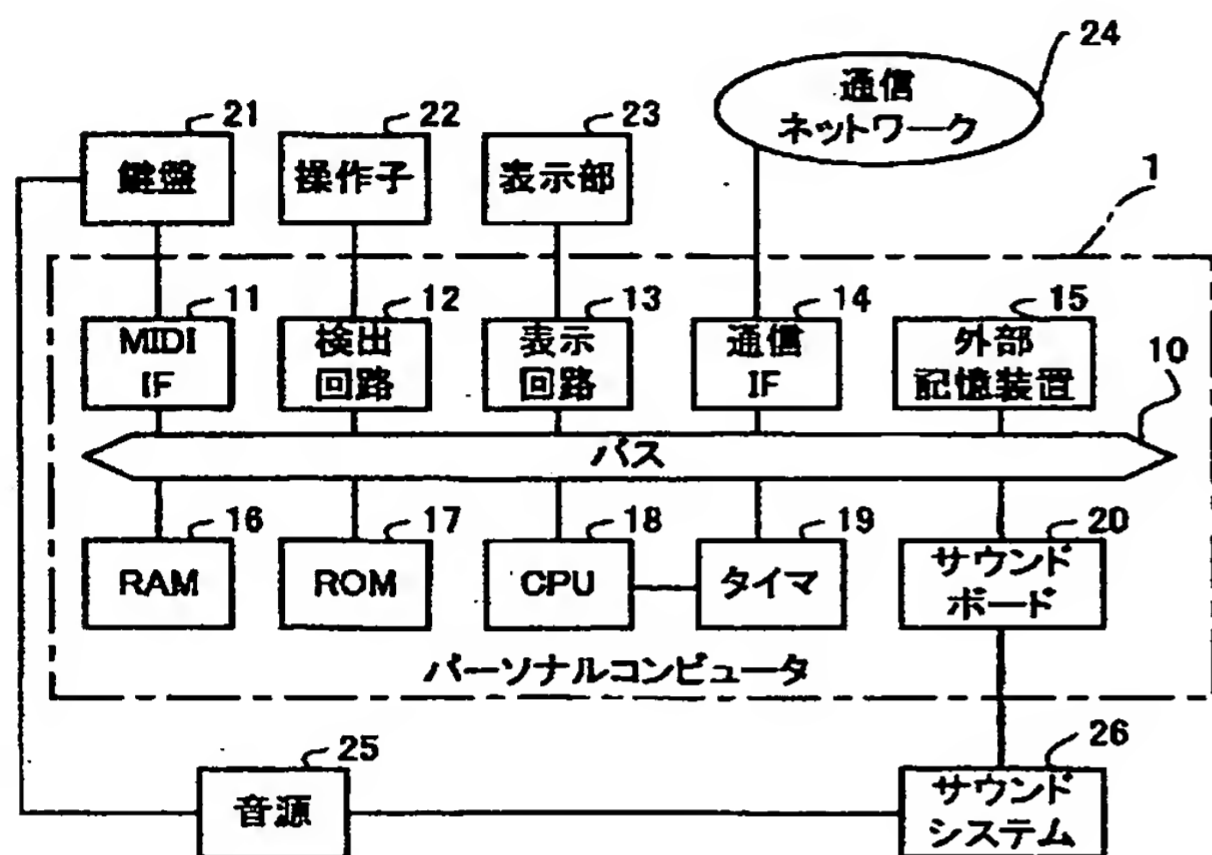 24
通信
ネットワーク
21
22
23
鍵盤
操作子
表示部
1
11
12
13
14
15
MIDI
IF
検出
回路
表示
回路
通信
IF
外部
記憶装置
10
バス
16
17
18
19
20
RAM
ROM
CPU
タイマ
サウンド
ボード
パーソナルコンピュータ
25
26
音源
サウンド
システム